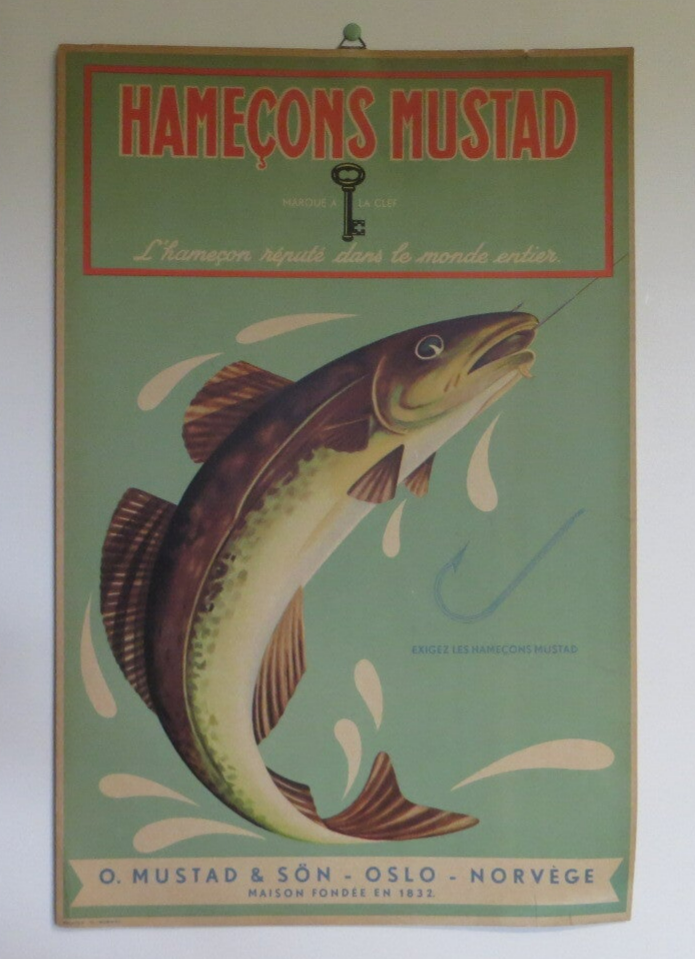 HAMEÇONS MUSTAD
MARQUE A LA CLEF
L'hameçon réputé dans le monde entier.
EXIGEZ LES HAMEÇONS MUSTAD
O. MUSTAD & SÖN - OSLO - NORVÈGE
MAISON FONDÉE EN 1832